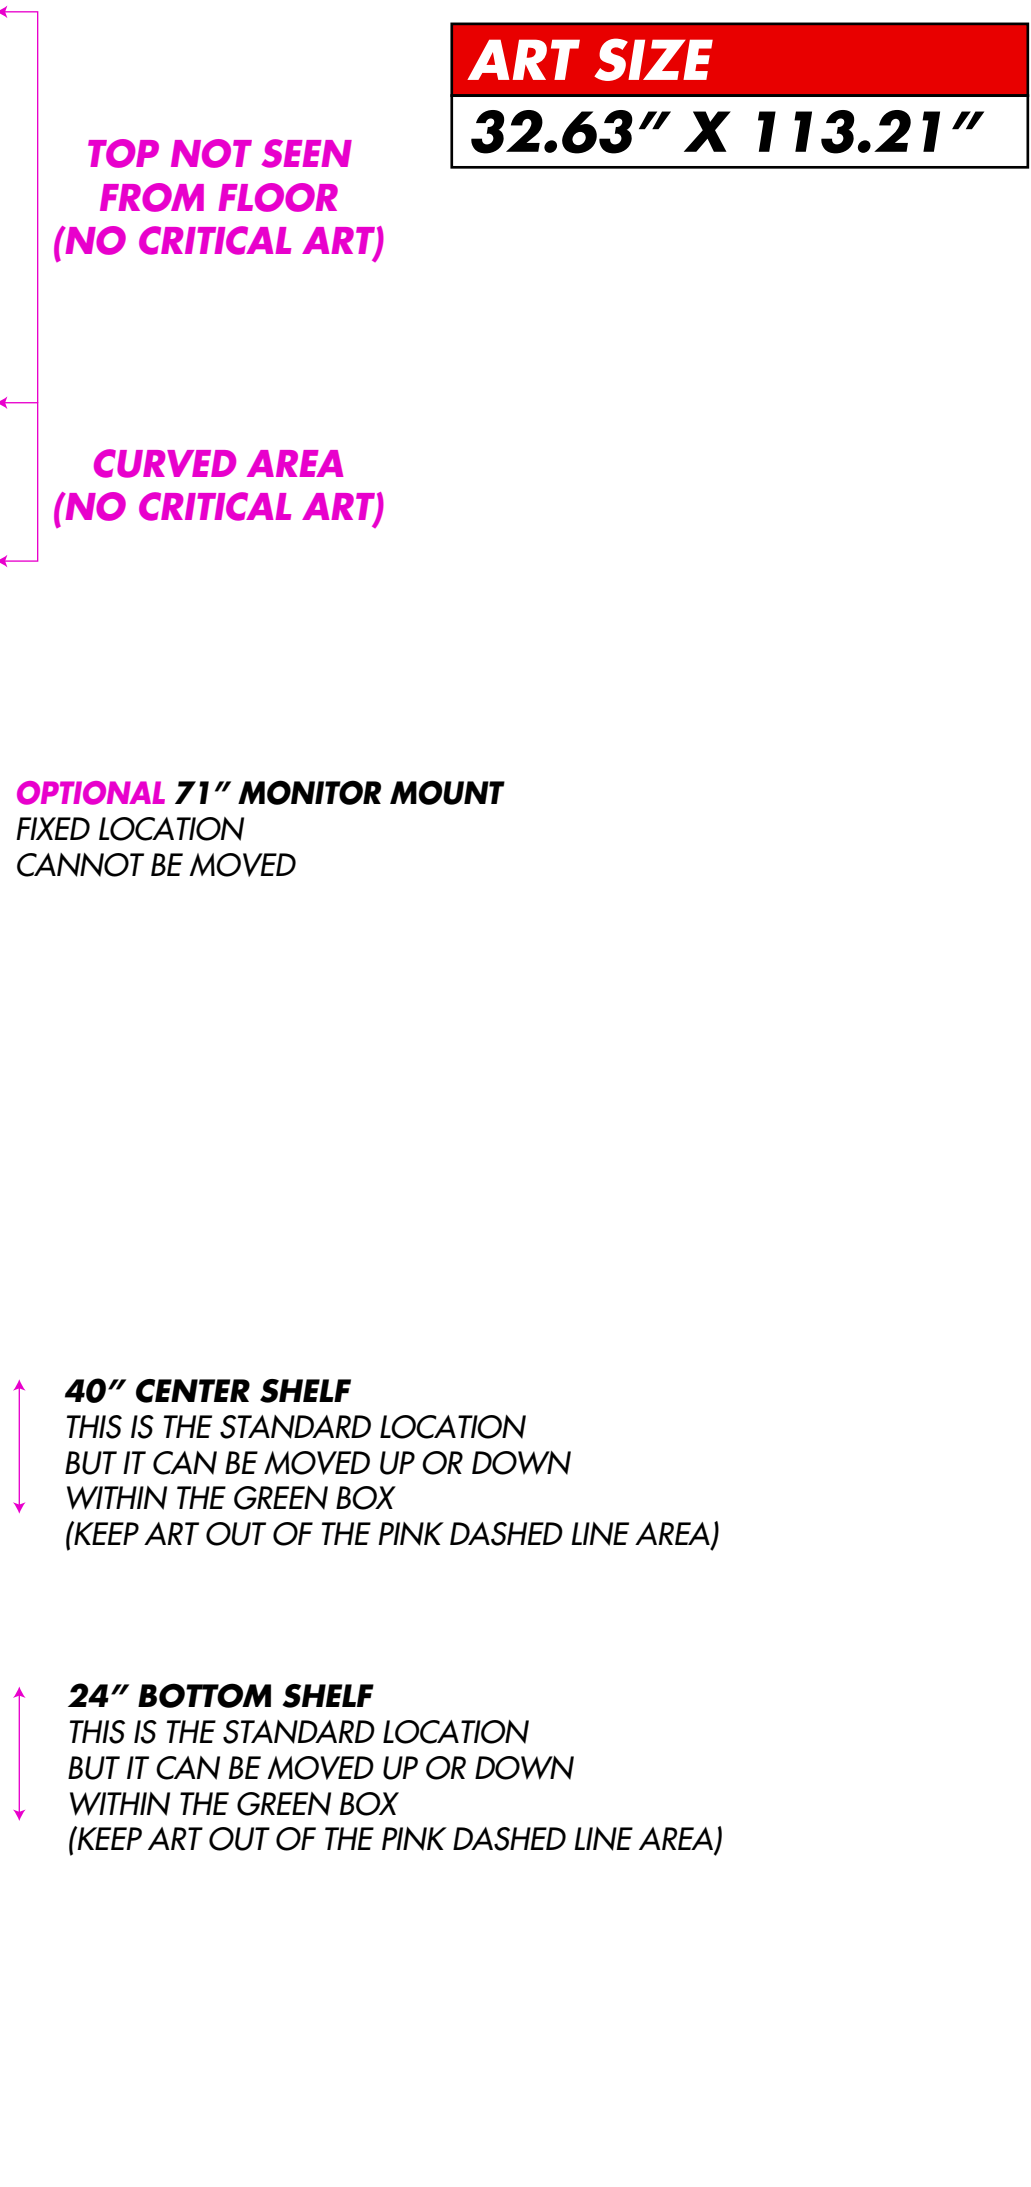 ART SIZE
32.63” X 113.21”
TOP NOT SEEN
FROM FLOOR
(NO CRITICAL ART)
CURVED AREA
(NO CRITICAL ART)
OPTIONAL 71” MONITOR MOUNT
FIXED LOCATION
CANNOT BE MOVED
40” CENTER SHELF
THIS IS THE STANDARD LOCATION
BUT IT CAN BE MOVED UP OR DOWN
WITHIN THE GREEN BOX
(KEEP ART OUT OF THE PINK DASHED LINE AREA)
24” BOTTOM SHELF
THIS IS THE STANDARD LOCATION
BUT IT CAN BE MOVED UP OR DOWN
WITHIN THE GREEN BOX
(KEEP ART OUT OF THE PINK DASHED LINE AREA)